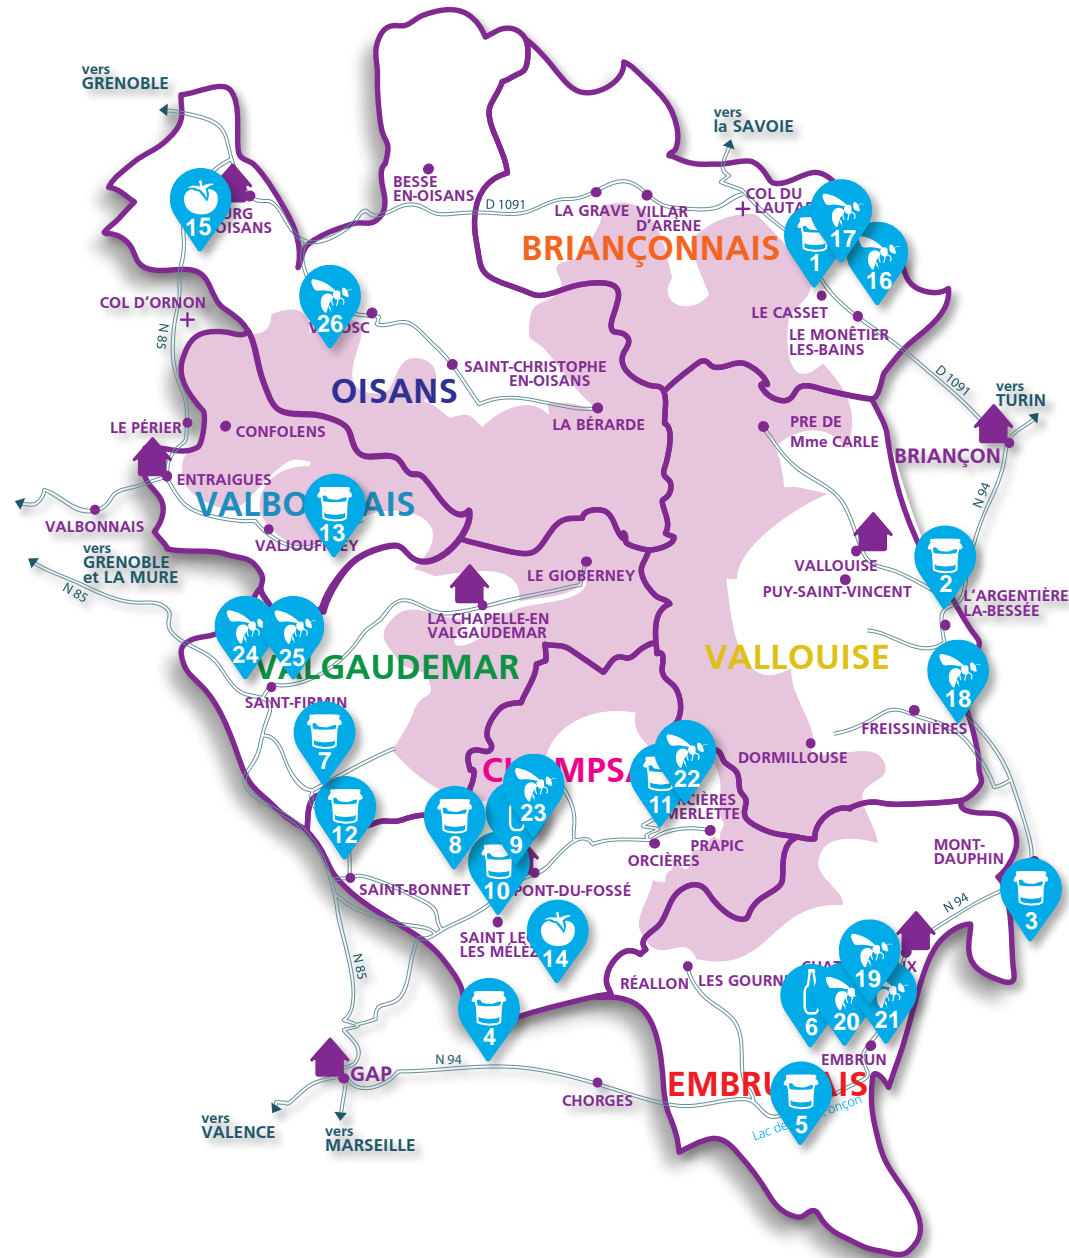 vers
GRENOBLE
vers
la SAVOIE
BESSE
EN-OISANS
D 1091
LA GRAVE
VILLAR
D'ARÈNE
COL DU
BRIANÇONNAIS
15
17
1
16
COL D'ORNON
N 85
26
LE CASSET
LE MONÊTIER
LES-BAINS
OISANS
SAINT-CHRISTOPHE
EN-OISANS
LA BÉRARDE
D 1091
vers
TURIN
LE PÉRIER
CONFOLENS
PRE DE
Mme CARLE
BRIANÇON
N 94
ENTRAIGUES
VALBONNAIS
13
VALBONNAIS
vers
GRENOBLE
et LA MURE
N 85
LE GIOBERNEY
VALLOUISE
PUY-SAINT-VINCENT
2
L'ARGENTIÈRE
LA-BESSÉE
LA CHAPELLE-EN
VALGAUDEMAR
24
25
VALGAUDEMAR
VALLOUISE
SAINT-FIRMIN
18
FREISSINIÈRES
DORMILLOUSE
7
22
11
MERLETTE
23
12
8
9
10
ORCIÈRES
PRAPIC
MONT-
DAUPHIN
SAINT-BONNET
PONT-DU-FOSSÉ
3
N 94
14
N 85
RÉALLON
19
6
20
21
4
EMBRUN
N 94
GAP
CHORGES
5
vers
VALENCE
vers
MARSEILLE